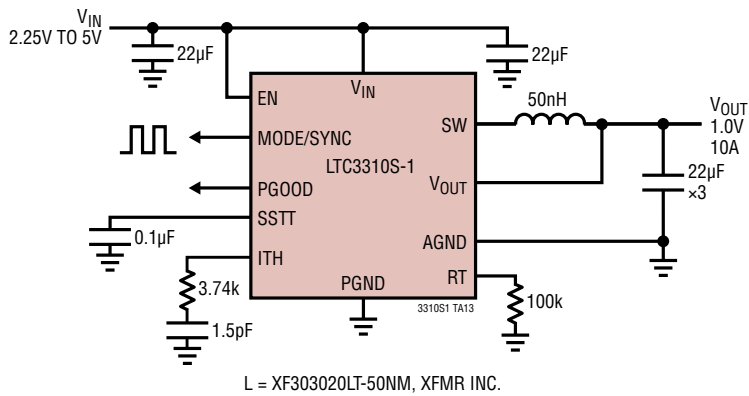 VIN
2.25V TO 5V
22µF
22µF
EN
VIN
MODE/SYNC
SW
50nH
VOUT
1.0V
10A
LTC3310S-1
PGOOD
VOUT
22µF
×3
SSTT
0.1µF
AGND
ITH
RT
3.74k
PGND
100k
3310S1 TA13
1.5pF
L = XF303020LT-50NM, XFMR INC.